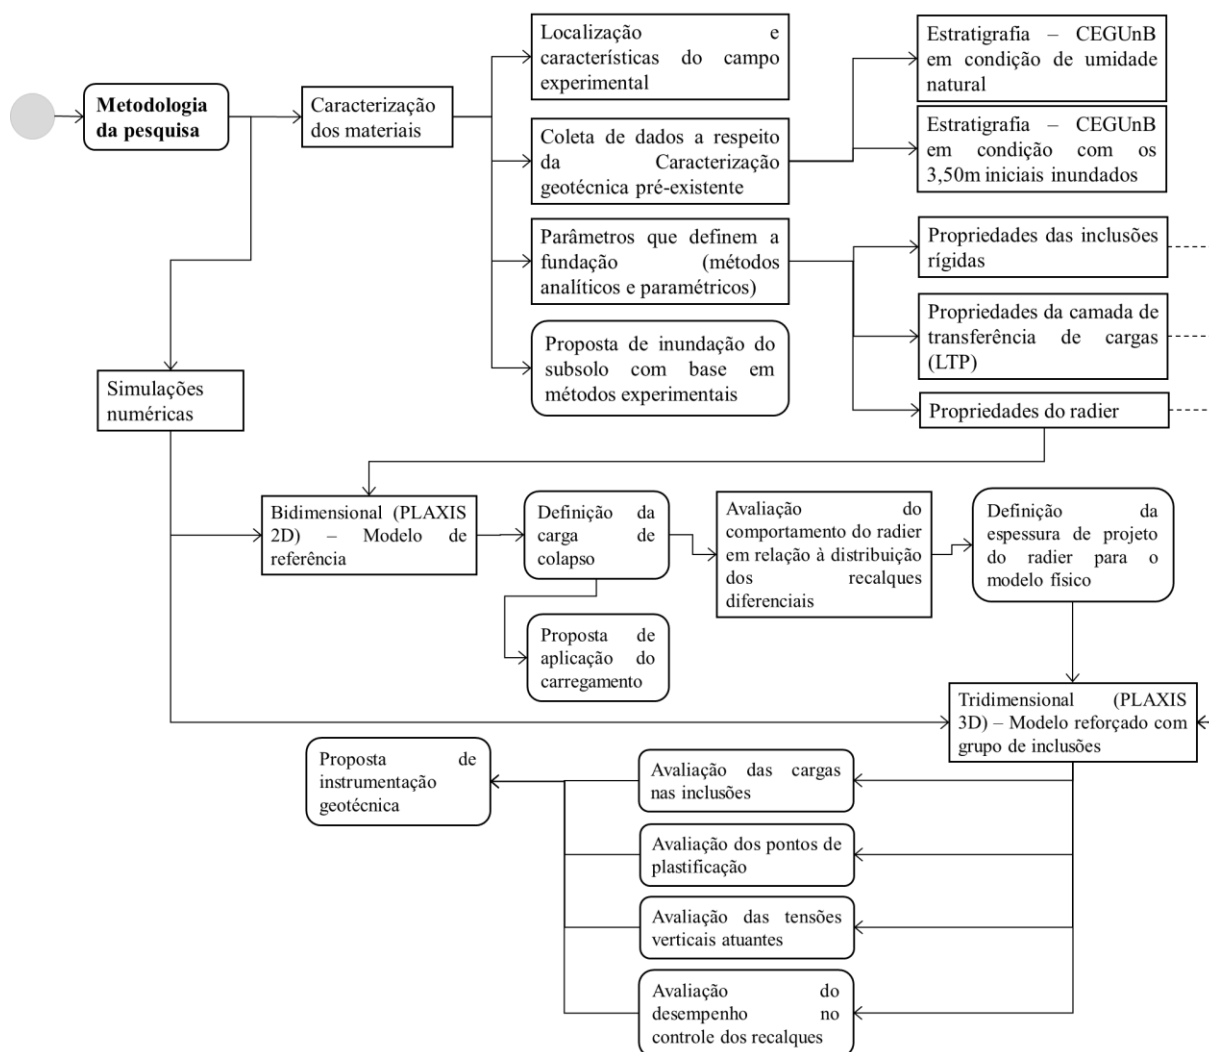 Metodologia
da pesquisa
Caracterização
dos materiais
Localização e
características do campo
experimental
Coleta de dados a respeito
da Caracterização
geotécnica pré-existente
Parâmetros que definem a
fundação (métodos
analíticos e paramétricos)
Proposta de inundação do
subsolo com base em
métodos experimentais
Estratigrafia – CEGUnB
em condição de umidade
natural
Estratigrafia – CEGUnB
em condição com os
3,50m iniciais inundados
Propriedades das inclusões
rígidas
Propriedades da camada de
transferência de cargas
(LTP)
Propriedades do radier
Simulações
numéricas
Bidimensional (PLAXIS
2D) – Modelo de
referência
Definição da
carga de
colapso
Proposta de
aplicação do
carregamento
Avaliação do
comportamento do radier
em relação à distribuição
dos recalques
diferenciais
Definição da
espessura de projeto
do radier para o
modelo físico
Tridimensional (PLAXIS
3D) – Modelo reforçado com
grupo de inclusões
Avaliação das cargas
nas inclusões
Avaliação dos pontos de
plastificação
Avaliação das tensões
verticais atuantes
Avaliação do
desempenho no
controle dos recalques
Proposta de
instrumentação
geotécnica